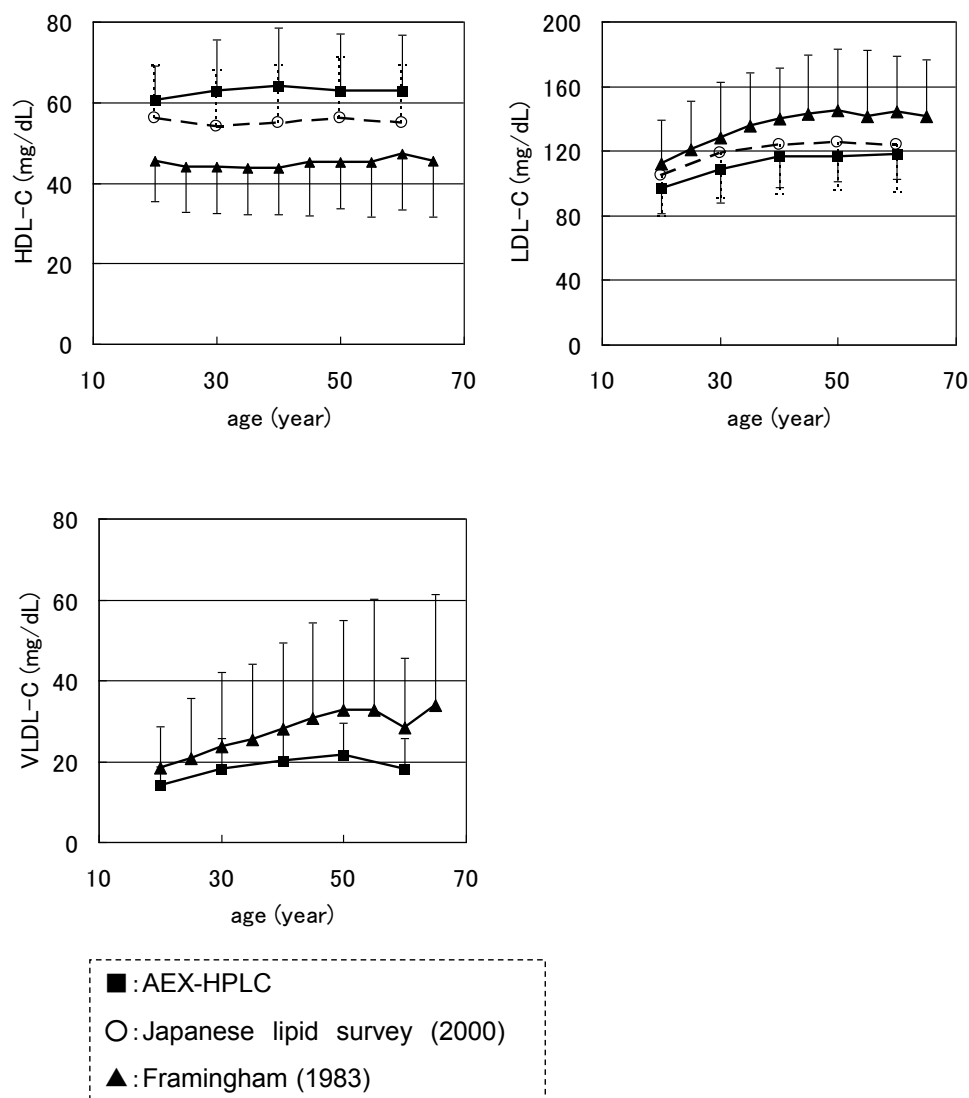 80
60
40
20
0
HDL-C (mg/dL)
10 30 50 70
age (year)
200
160
120
80
40
0
LDL-C (mg/dL)
10 30 50 70
age (year)
80
60
40
20
0
VLDL-C (mg/dL)
10 30 50 70
age (year)
■:AEX-HPLC
○:Japanese lipid survey (2000)
▲:Framingham (1983)